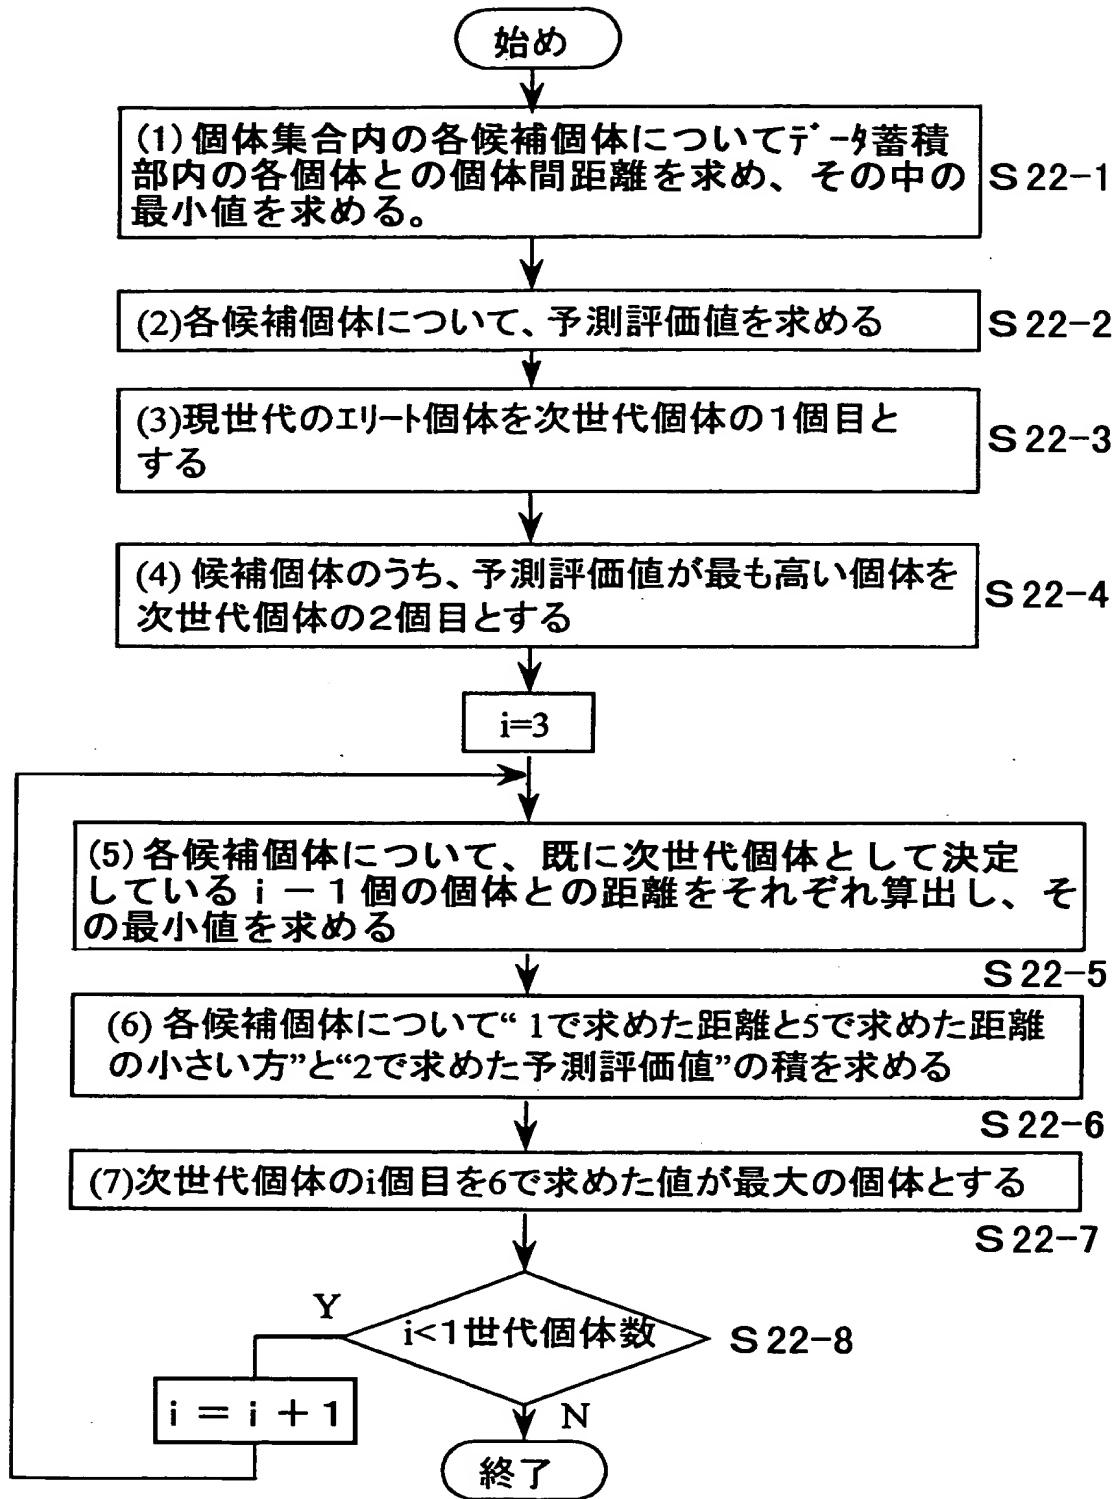 始め
(1) 個体集合内の各候補個体についてﾃﾞｰﾀ蓄積
部内の各個体との個体間距離を求め、その中の
最小値を求める。
S22-1
(2)各候補個体について、予測評価値を求める
S22-2
(3)現世代のｴﾘｰﾄ個体を次世代個体の1個目と
する
S22-3
(4) 候補個体のうち、予測評価値が最も高い個体を
次世代個体の2個目とする
S22-4
i=3
(5)各候補個体について、既に次世代個体として決定
しているｉ－１個の個体との距離をそれぞれ算出し、そ
の最小値を求める
S22-5
(6) 各候補個体について“ 1で求めた距離と5で求めた距離
の小さい方”と“2で求めた予測評価値”の積を求める
S22-6
(7)次世代個体のi個目を6で求めた値が最大の個体とする
S22-7
Y
i<1世代個体数
S22-8
i = i + 1
N
終了